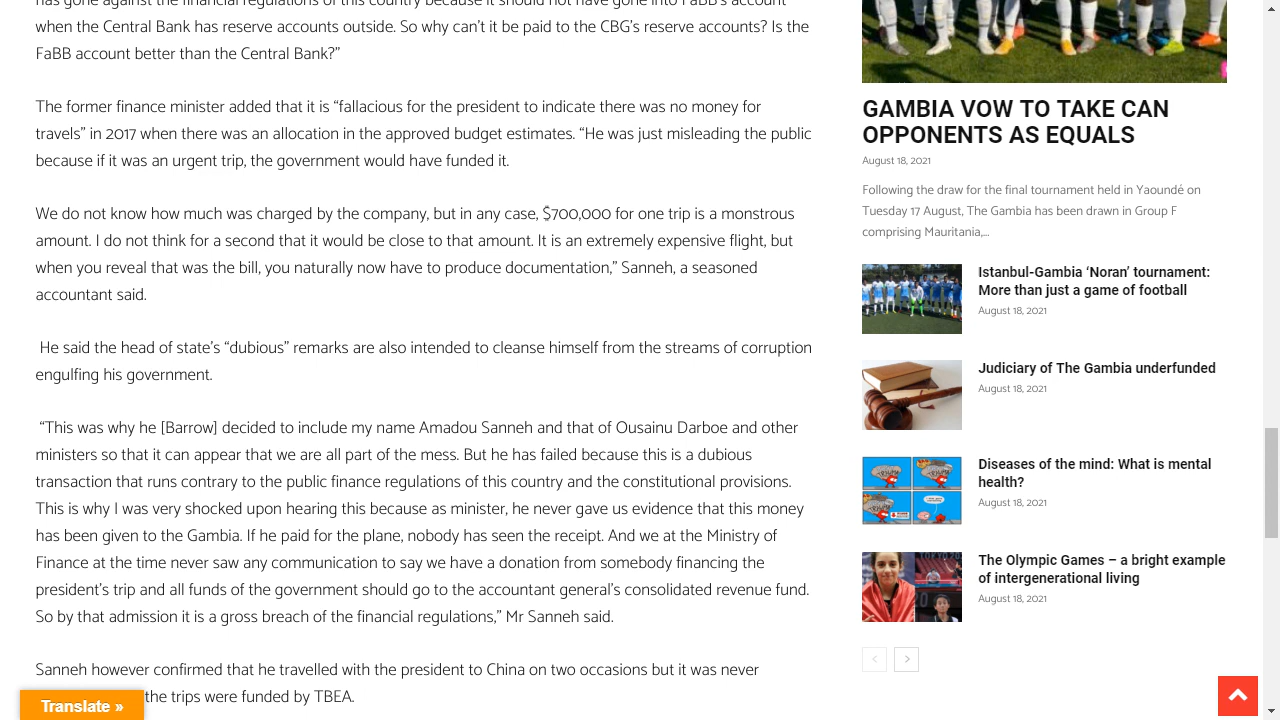 has gone against the financial regulations of this country because it should not have gone into FaBB's account
when the Central Bank has reserve accounts outside. So why can't it be paid to the CBG's reserve accounts? Is the
FaBB account better than the Central Bank?”
The former finance minister added that it is “fallacious for the president to indicate there was no money for
travels” in 2017 when there was an allocation in the approved budget estimates. “He was just misleading the public
because if it was an urgent trip, the government would have funded it.
We do not know how much was charged by the company, but in any case, $700,000 for one trip is a monstrous
amount. I do not think for a second that it would be close to that amount. It is an extremely expensive flight, but
when you reveal that was the bill, you naturally now have to produce documentation,” Sanneh, a seasoned
accountant said.
He said the head of state's “dubious” remarks are also intended to cleanse himself from the streams of corruption
engulfing his government.
“This was why he [Barrow] decided to include my name Amadou Sanneh and that of Ousainu Darboe and other
ministers so that it can appear that we are all part of the mess. But he has failed because this is a dubious
transaction that runs to the public finance regulations of this country and the constitutional provisions.
This is why I was very shocked upon hearing this because as minister, he never gave us evidence that this money
has been given to the Gambia. If he paid for the plane, nobody has seen the receipt. And we at the Ministry of
Finance at the time never any communication to say we have donation from somebody financing the
president's trip and all funds of the government should go to the accountant general's consolidated revenue fund.
So by that admission it is a gross breach of the financial regulations,” Mr Sanneh said.
Sanneh however confirmed that he travelled with the president to China on two occasions but it was never
the trips were funded by TBEA.
Translate »
GAMBIA VOW TO TAKE CAN
OPPONENTS AS EQUALS
August 18, 2021
Following the draw for the final tournament held in Yaoundé on
Tuesday 17 August, The Gambia has been drawn in Group F
comprising Mauritania,...
Istanbul-Gambia ‘Noran’ tournament:
More than just a game of football
August 18, 2021
Judiciary of The Gambia underfunded
August 18, 2021
Diseases of the mind: What is mental
health?
August 18, 2021
The Olympic Games – a bright example
of intergenerational living
August 18, 2021